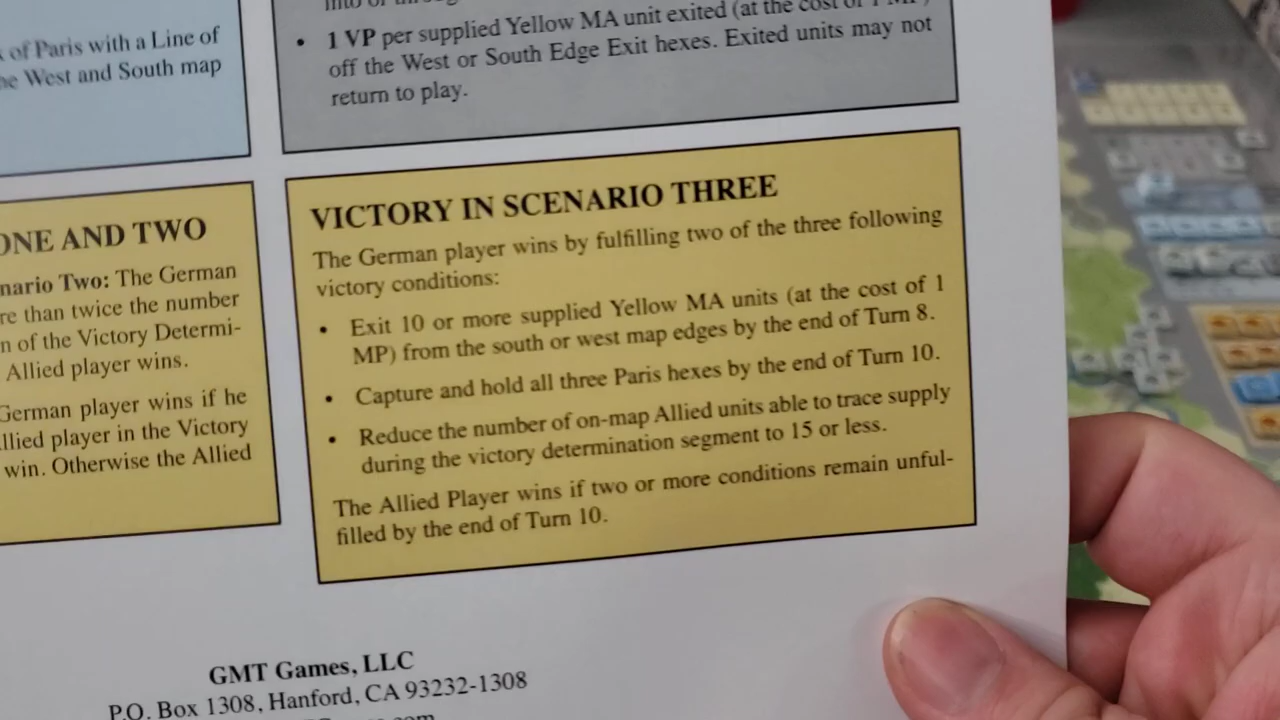 of Paris with a Line of
West and South map
• 1 VP per supplied Yellow MA unit exited (at the cost of 1 MP)
off the West or South Edge Exit hexes. Exited units may not
return to play.
ONE AND TWO
Two: The German
than twice the number
of the Victory Determi-
Allied player wins.
German player wins if he
player in the Victory
win. Otherwise the Allied
VICTORY IN SCENARIO THREE
The German player wins by fulfilling two of the three following
victory conditions:
• Exit 10 or more supplied Yellow MA units (at the cost of 1
MP) from the south or west map edges by the end of Turn 8.
• Capture and hold all three Paris hexes by the end of Turn 10.
• Reduce the number of on-map Allied units able to trace supply
during the victory determination segment to 15 or less.
The Allied Player wins if two or more conditions remain unful-
filled by the end of Turn 10.
GMT Games, LLC
P.O. Box 1308, Hanford, CA 93232-1308